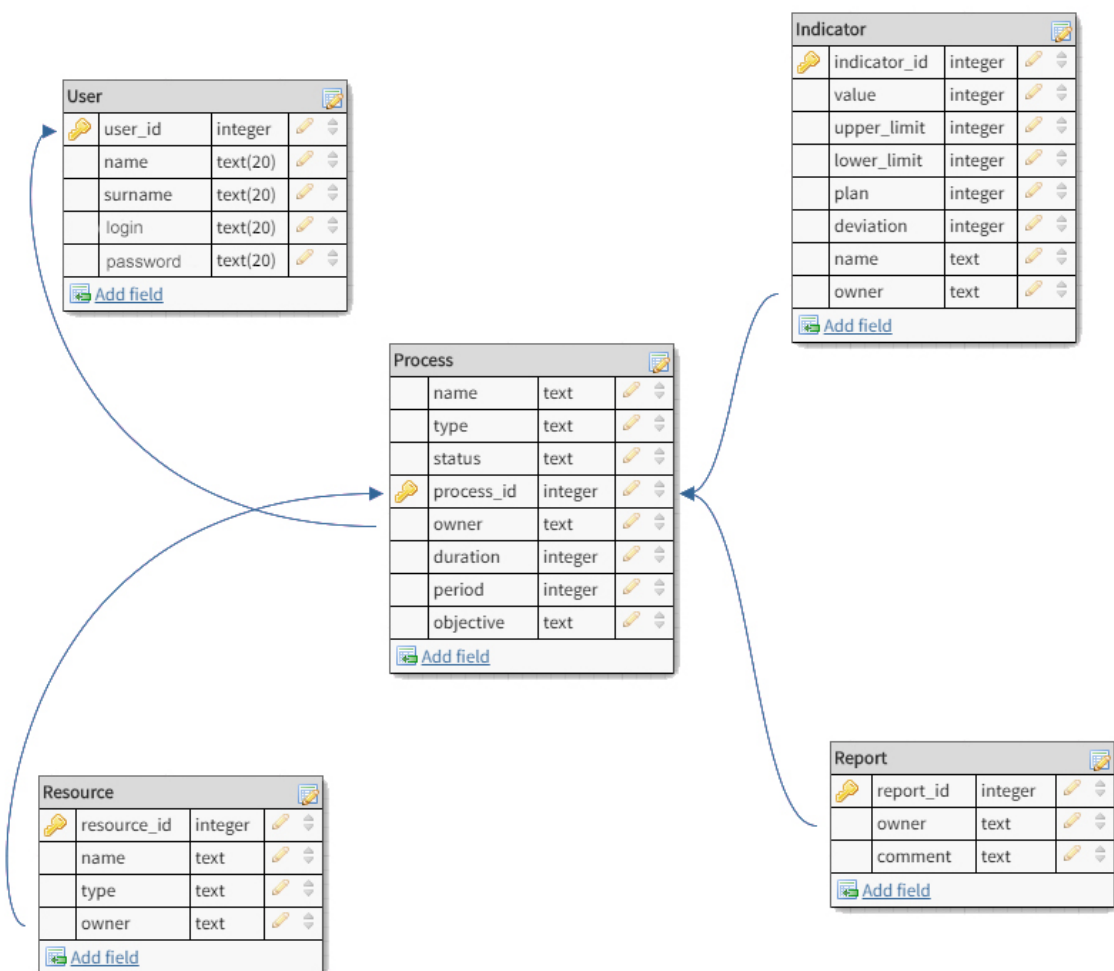 User
user_id integer
name text(20)
surname text(20)
login text(20)
password text(20)
Add field
Indicator
indicator_id integer
value integer
upper_limit integer
lower_limit integer
plan integer
deviation integer
name text
owner text
Add field
Process
name text
type text
status text
process_id integer
owner text
duration integer
period integer
objective text
Add field
Resource
resource_id integer
name text
type text
owner text
Add field
Report
report_id integer
owner text
comment text
Add field